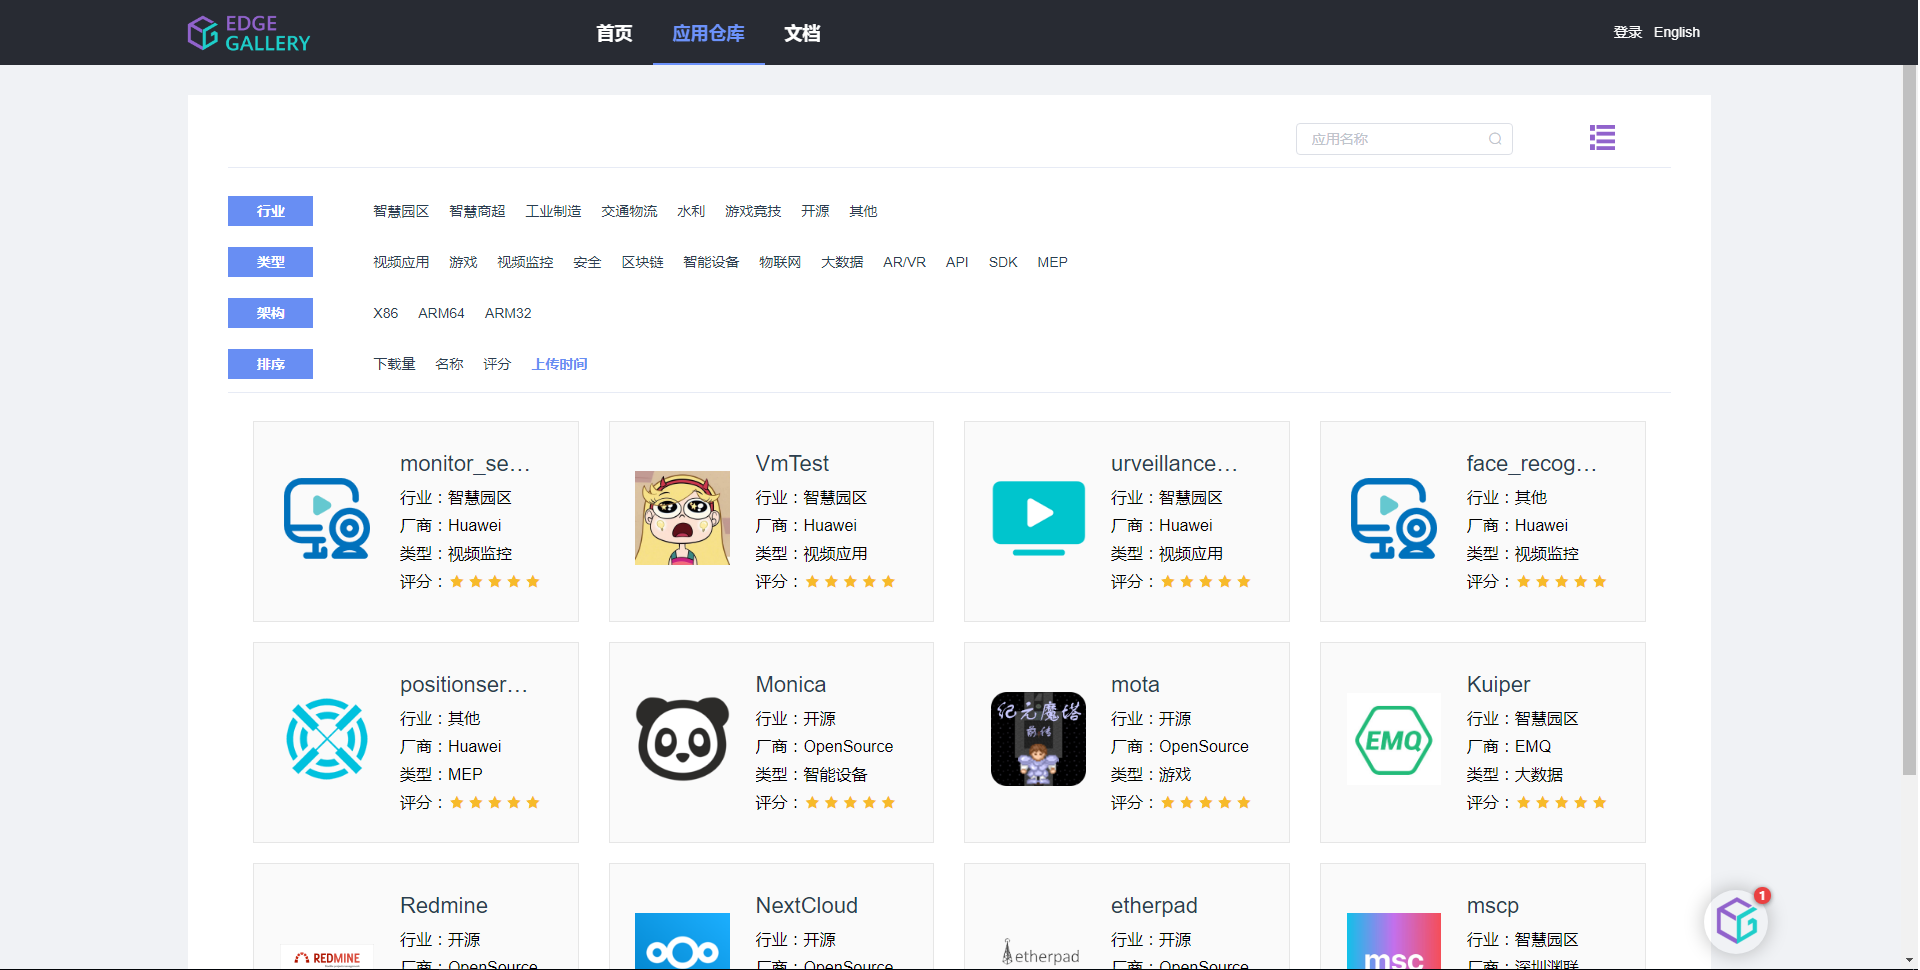 EDGE
GALLERY
首页 应用仓库 文档
登录 English
应用名称
行业 智慧园区 智慧商超 工业制造 交通物流 水利 游戏竞技 开源 其他
类型 视频应用 游戏 视频监控 安全 区块链 智能设备 物联网 大数据 AR/VR API SDK MEP
架构 X86 ARM64 ARM32
排序 下载量 名称 评分 上传时间
monitor_se...
行业：智慧园区
厂商：Huawei
类型：视频监控
评分：
VmTest
行业：智慧园区
厂商：Huawei
类型：视频应用
评分：
urveillance...
行业：智慧园区
厂商：Huawei
类型：视频应用
评分：
face_recog...
行业：其他
厂商：Huawei
类型：视频监控
评分：
positionser...
行业：其他
厂商：Huawei
类型：MEP
评分：
Monica
行业：开源
厂商：OpenSource
类型：智能设备
评分：
纪元魔塔
前传
mota
行业：开源
厂商：OpenSource
类型：游戏
评分：
EMQ
Kuiper
行业：智慧园区
厂商：EMQ
类型：大数据
评分：
REDMINE
Redmine
行业：开源
厂商：OpenSource
NextCloud
行业：开源
厂商：OpenSource
etherpad
etherpad
行业：开源
厂商：OpenSource
msc
mscp
行业：智慧园区
厂商：深圳渊联
1